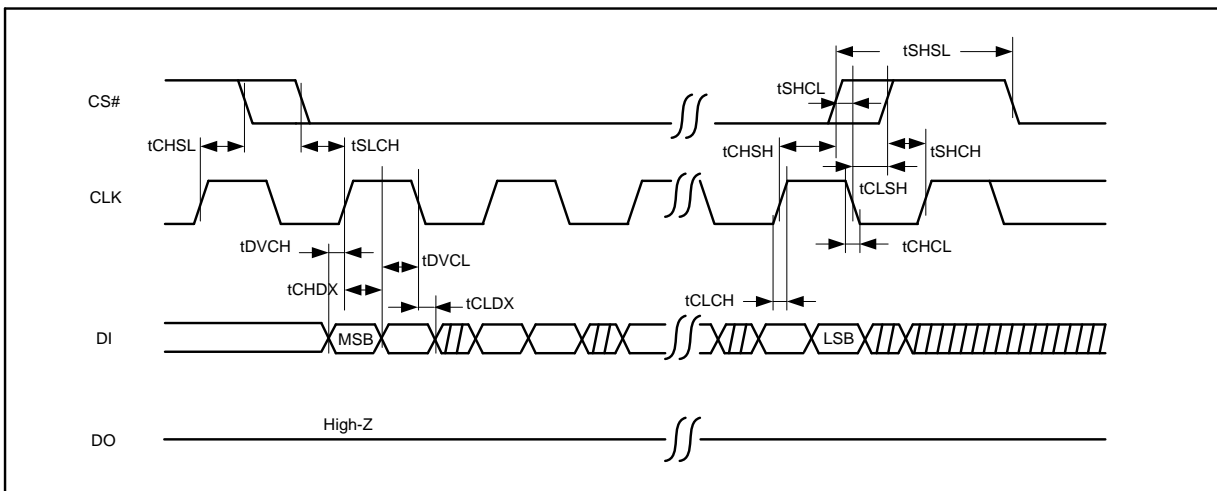 tSHSL
CS#
tSHCL
tCHSL
tSLCH
tCHSH
tSHCH
CLK
tCLSH
tDVCH
tDVCL
tCHCL
tCHDX
tCLDX
tCLCH
DI
MSB
LSB
High-Z
DO